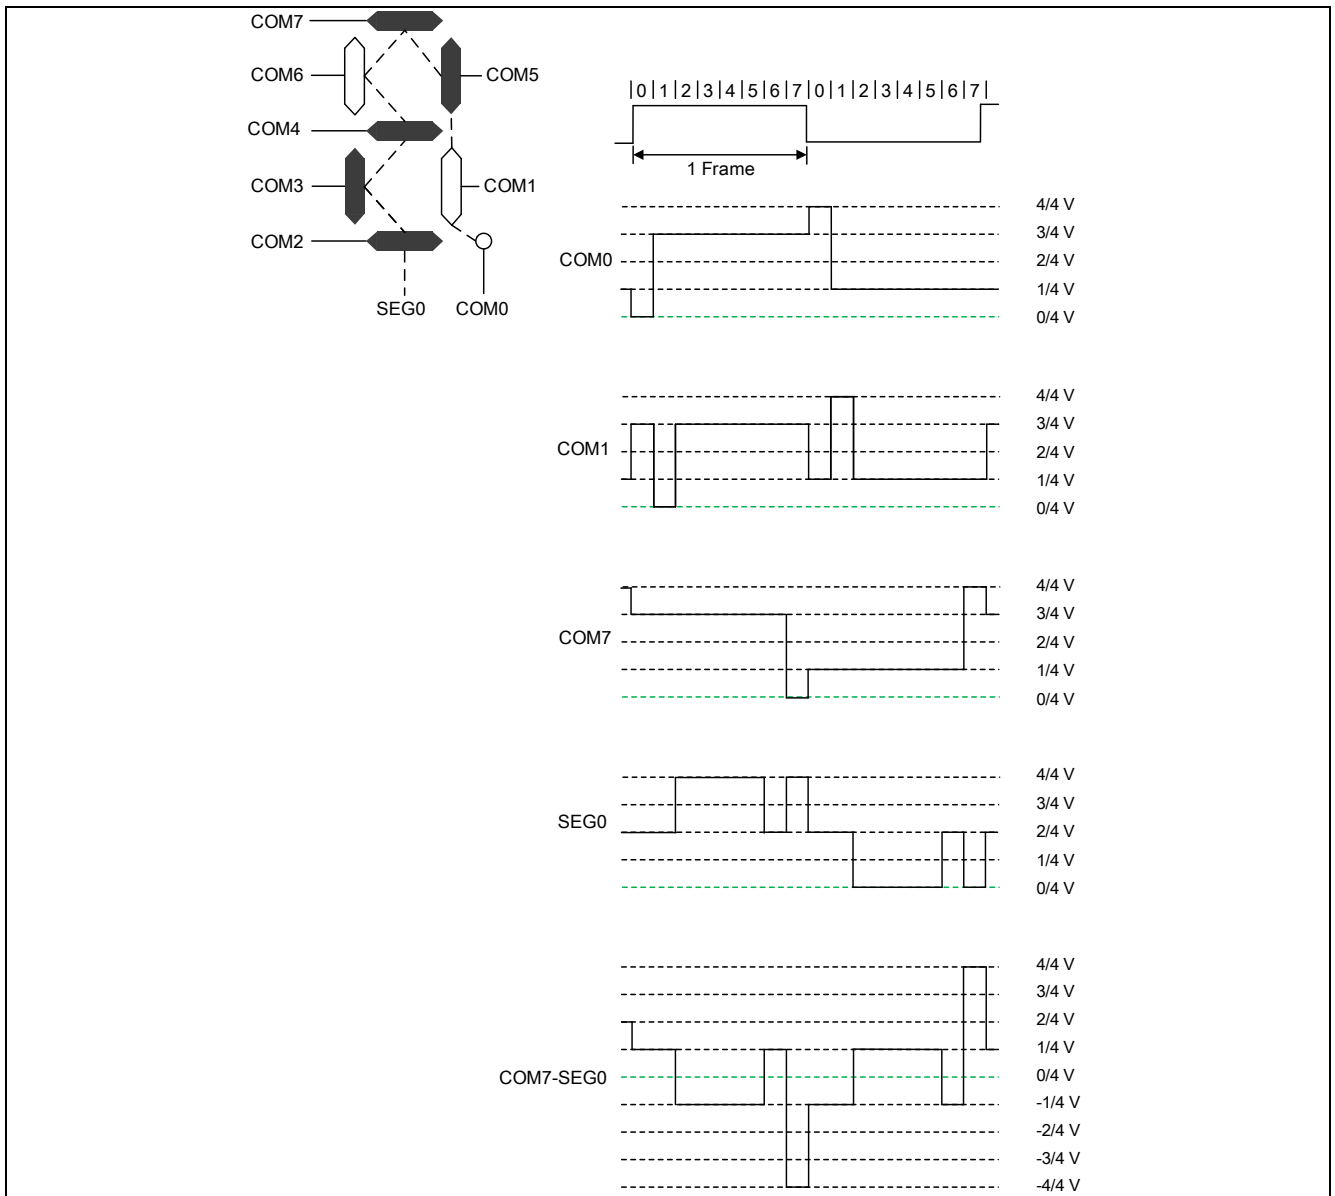 COM7
COM6
COM5
COM4
COM3
COM1
COM2
SEG0
COM0
|0|1|2|3|4|5|6|7|0|1|2|3|4|5|6|7|
1 Frame
COM0
4/4 V
3/4 V
2/4 V
1/4 V
0/4 V
COM1
4/4 V
3/4 V
2/4 V
1/4 V
0/4 V
COM7
4/4 V
3/4 V
2/4 V
1/4 V
0/4 V
SEG0
4/4 V
3/4 V
2/4 V
1/4 V
0/4 V
COM7-SEG0
4/4 V
3/4 V
2/4 V
1/4 V
0/4 V
-1/4 V
-2/4 V
-3/4 V
-4/4 V